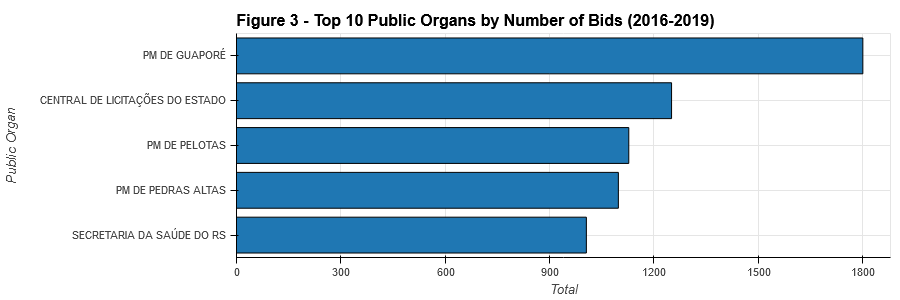 Figure 3 - Top 10 Public Organs by Number of Bids (2016-2019)
Public Organ
PM DE GUAPORÉ
CENTRAL DE LICITAÇÕES DO ESTADO
PM DE PELOTAS
PM DE PEDRAS ALTAS
SECRETARIA DA SAÚDE DO RS
0 300 600 900 1200 1500 1800
Total